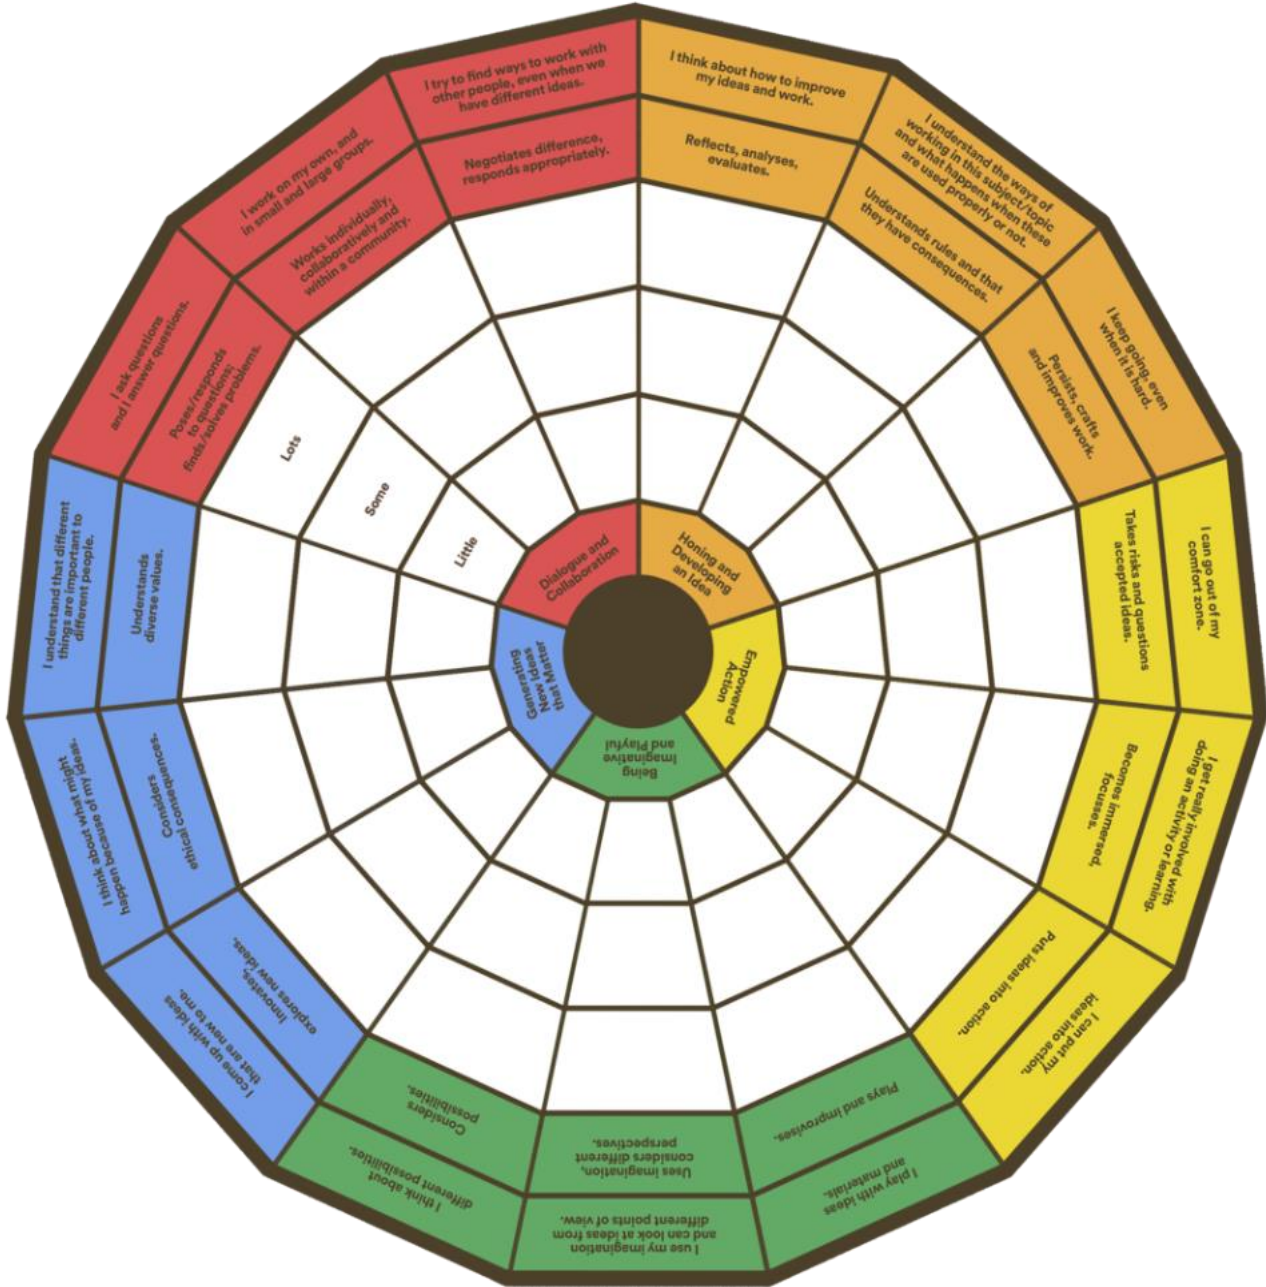 I try to find ways to work with
other people, even when we
have different ideas.
Negotiates difference,
responds appropriately.
I think about how to improve
my ideas and work.
Reflects, analyses,
evaluates.
I understand the ways of
working in this subject/topic
and what happens when these
are used properly or not.
Understands rules and that
they have consequences.
I keep going, even
when it is hard.
Persists, crafts
and improves work.
I can go out of my
comfort zone.
Takes risks and questions
accepted ideas.
I get really involved with
doing an activity or learning.
Becomes immersed,
focusses.
I can put my
ideas into action.
Puts ideas into action.
I play with ideas
and materials.
Plays and improvises.
I use my imagination
and can look at ideas from
different points of view.
Uses imagination,
considers different
perspectives.
I think about
different possibilities.
Considers
possibilities.
I come up with ideas
that are new to me.
Innovates,
explores new ideas.
I think about what might
happen because of my ideas.
Considers
ethical consequences-
I understand that different
things are important to
different people.
Understands
diverse values.
I ask questions
and I answer questions.
Poses/responds
to questions;
finds/solves problems.
I work on my own, and
in small and large groups.
Works individually,
collaboratively and
within a community.
Lots
Some
Little
Dialogue and
Collaboration
Honing and
Developing
an Idea
Empowered
Action
Being
Imaginative
and Playful
Generating
New Ideas
that Matter